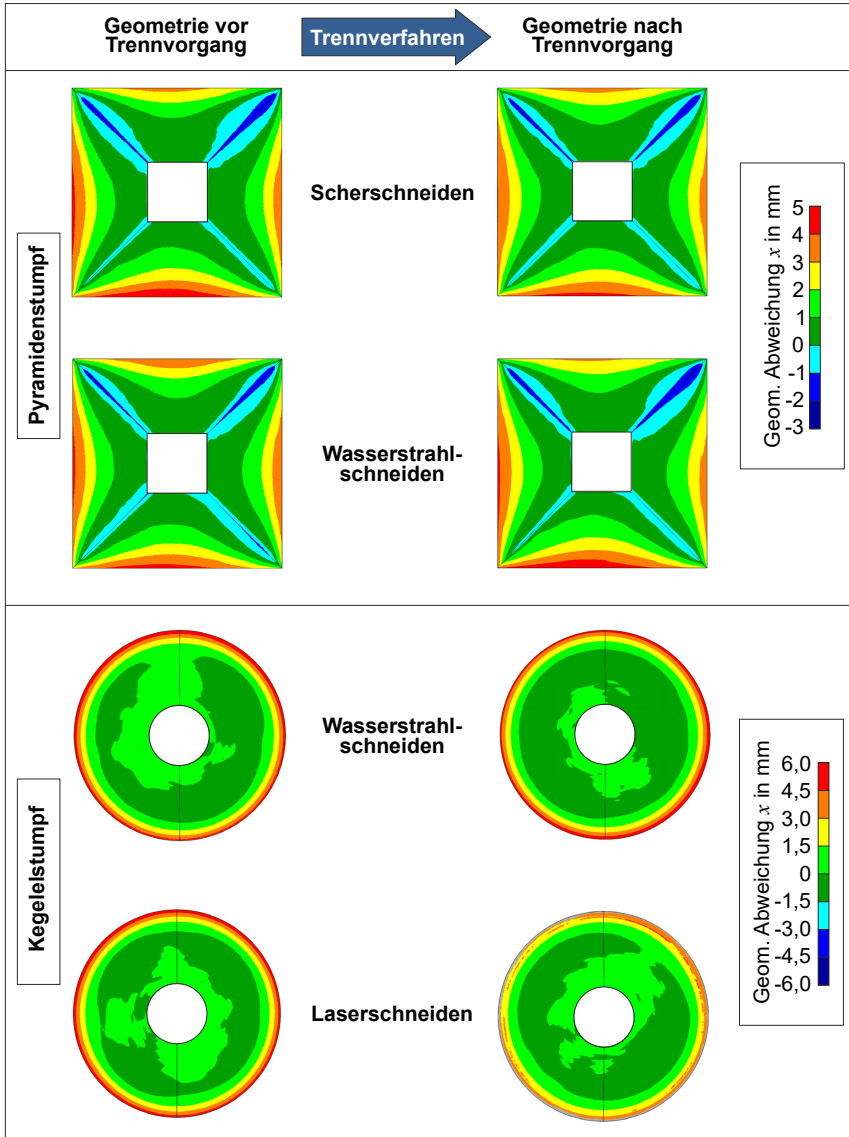 Geometrie vor
Trennvorgang
Trennverfahren
Geometrie nach
Trennvorgang
Pyramidenstumpf
Scherschneiden
Wasserstrahl-
schneiden
Geom. Abweichung x in mm
5
4
3
2
1
0
-1
-2
-3
Kegelelstumpf
Wasserstrahl-
schneiden
Laserschneiden
Geom. Abweichung x in mm
6,0
4,5
3,0
1,5
0
-1,5
-3,0
-4,5
-6,0